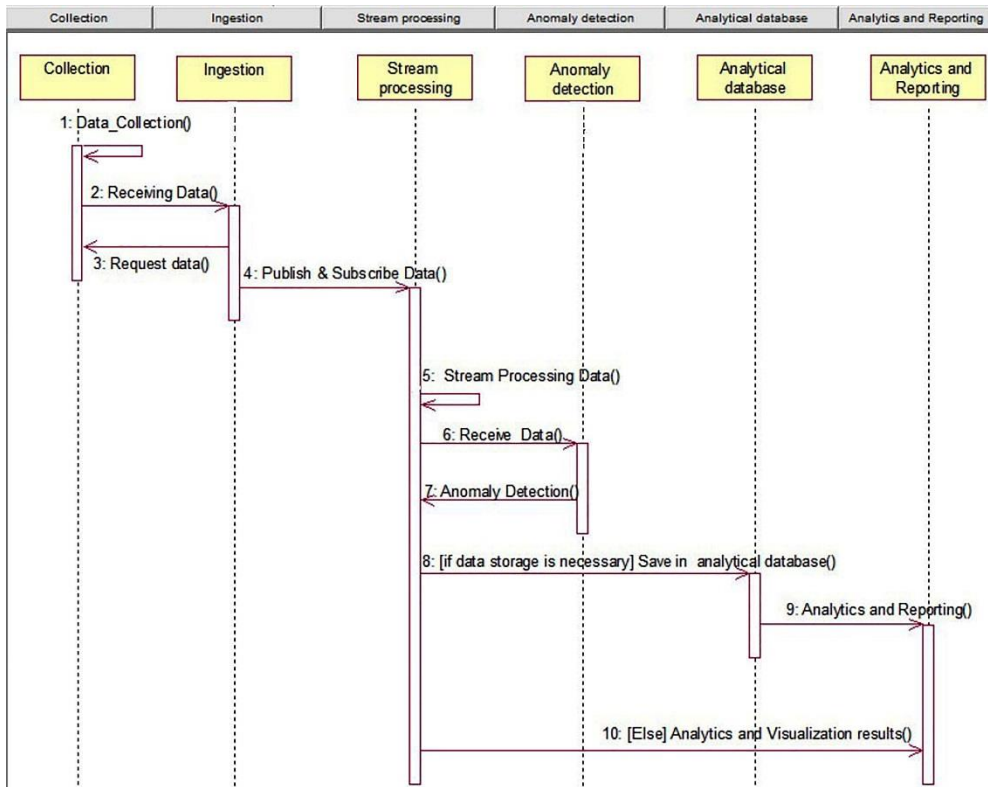 Collection
Ingestion
Stream processing
Anomaly detection
Analytical database
Analytics and Reporting
Collection
Ingestion
Stream
processing
Anomaly
detection
Analytical
database
Analytics and
Reporting
1: Data_Collection()
2: Receiving Data()
3: Request data()
4: Publish & Subscribe Data()
5: Stream Processing Data()
6: Receive Data()
7: Anomaly Detection()
8: [if data storage is necessary] Save in analytical database()
9: Analytics and Reporting()
10: [Else] Analytics and Visualization results()